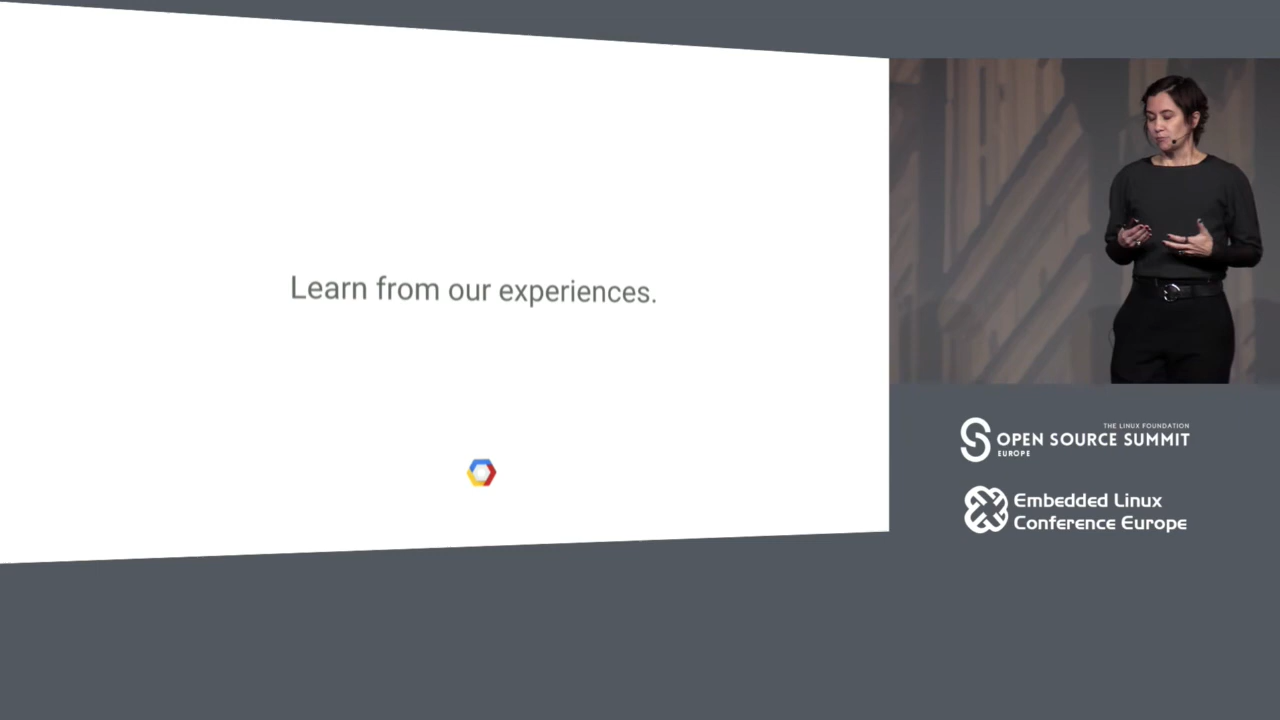 Learn from our experiences.
THE LINUX FOUNDATION
OPEN SOURCE SUMMIT
EUROPE
Embedded Linux
Conference Europe